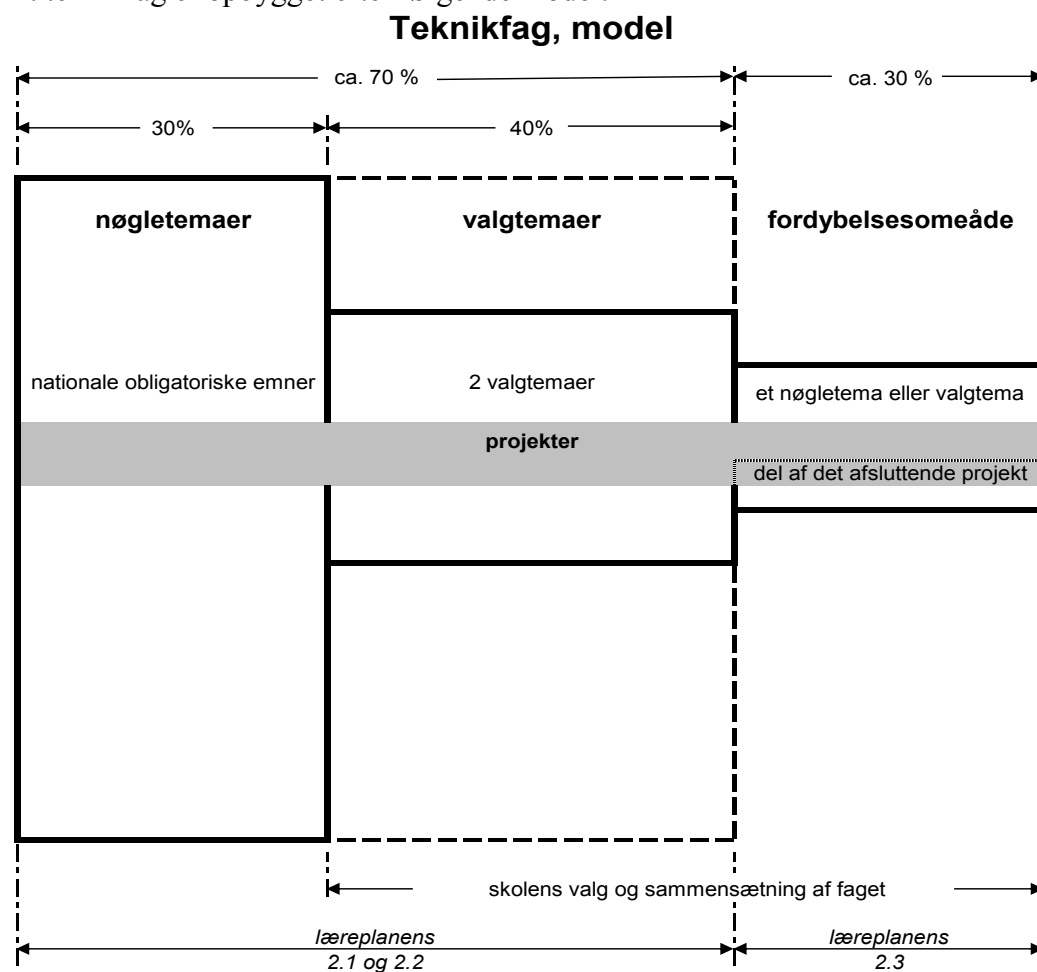 Teknikfag, model
ca. 70 % ca. 30 %
30% 40%
nøgletemaer valgtemaer fordybelsesomeåde
nationale obligatoriske emner 2 valgtemaer et nøgletema eller valgtema
projekter
del af det afsluttende projekt
skolens valg og sammensætning af faget
læreplanens læreplanens
2.1 og 2.2 2.3